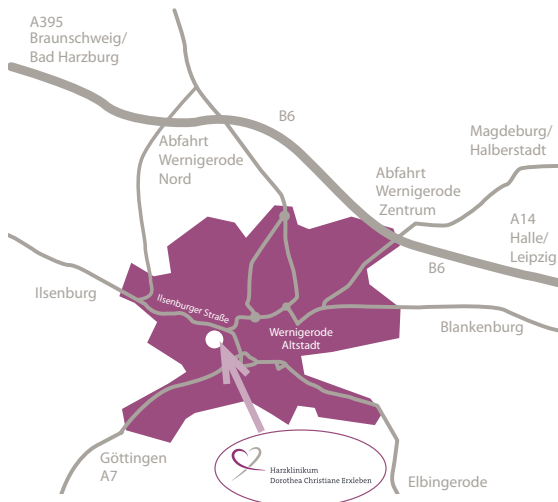 A395
Braunschweig/
Bad Harzburg
B6
Abfahrt
Wernigerode
Nord
Magdeburg/
Halberstadt
Abfahrt
Wernigerode
Zentrum
A14
Halle/
Leipzig
B6
Ilsenburg
Ilsenburger Straße
Wernigerode
Altstadt
Blankenburg
Göttingen
A7
Harzklinikum
Dorothea Christiane Erxleben
Elbingerode